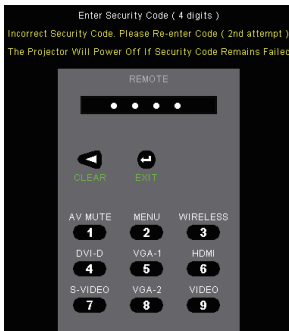 Enter Security Code ( 4 digits )
Incorrect Security Code. Please Re-enter Code ( 2nd attempt )
The Projector Will Power Off If Security Code Remains Failed
REMOTE
CLEAR EXIT
AV MUTE MENU WIRELESS
1 2 3
DVI-D VGA-1 HDMI
4 5 6
S-VIDEO VGA-2 VIDEO
7 8 9